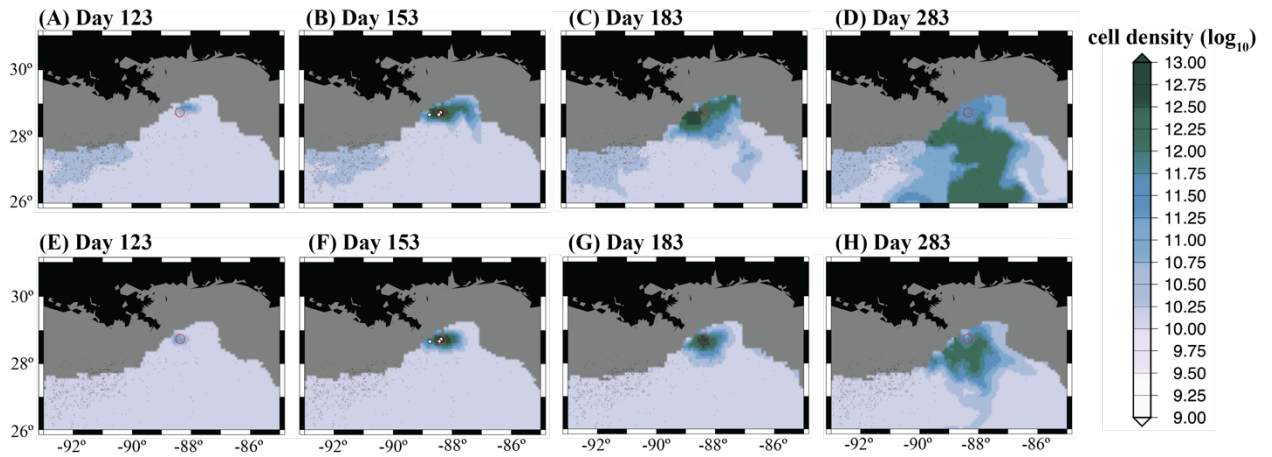 (A) Day 123 (B) Day 153 (C) Day 183 (D) Day 283
cell density (log10)
30º
28º
26º
13.00
12.75
12.50
12.25
12.00
11.75
11.50
11.25
11.00
10.75
10.50
10.25
10.00
9.75
9.50
9.25
9.00
(E) Day 123 (F) Day 153 (G) Day 183 (H) Day 283
30º
28º
26º
-92º -90º -88º -86º -92º -90º -88º -86º -92º -90º -88º -86º -92º -90º -88º -86º